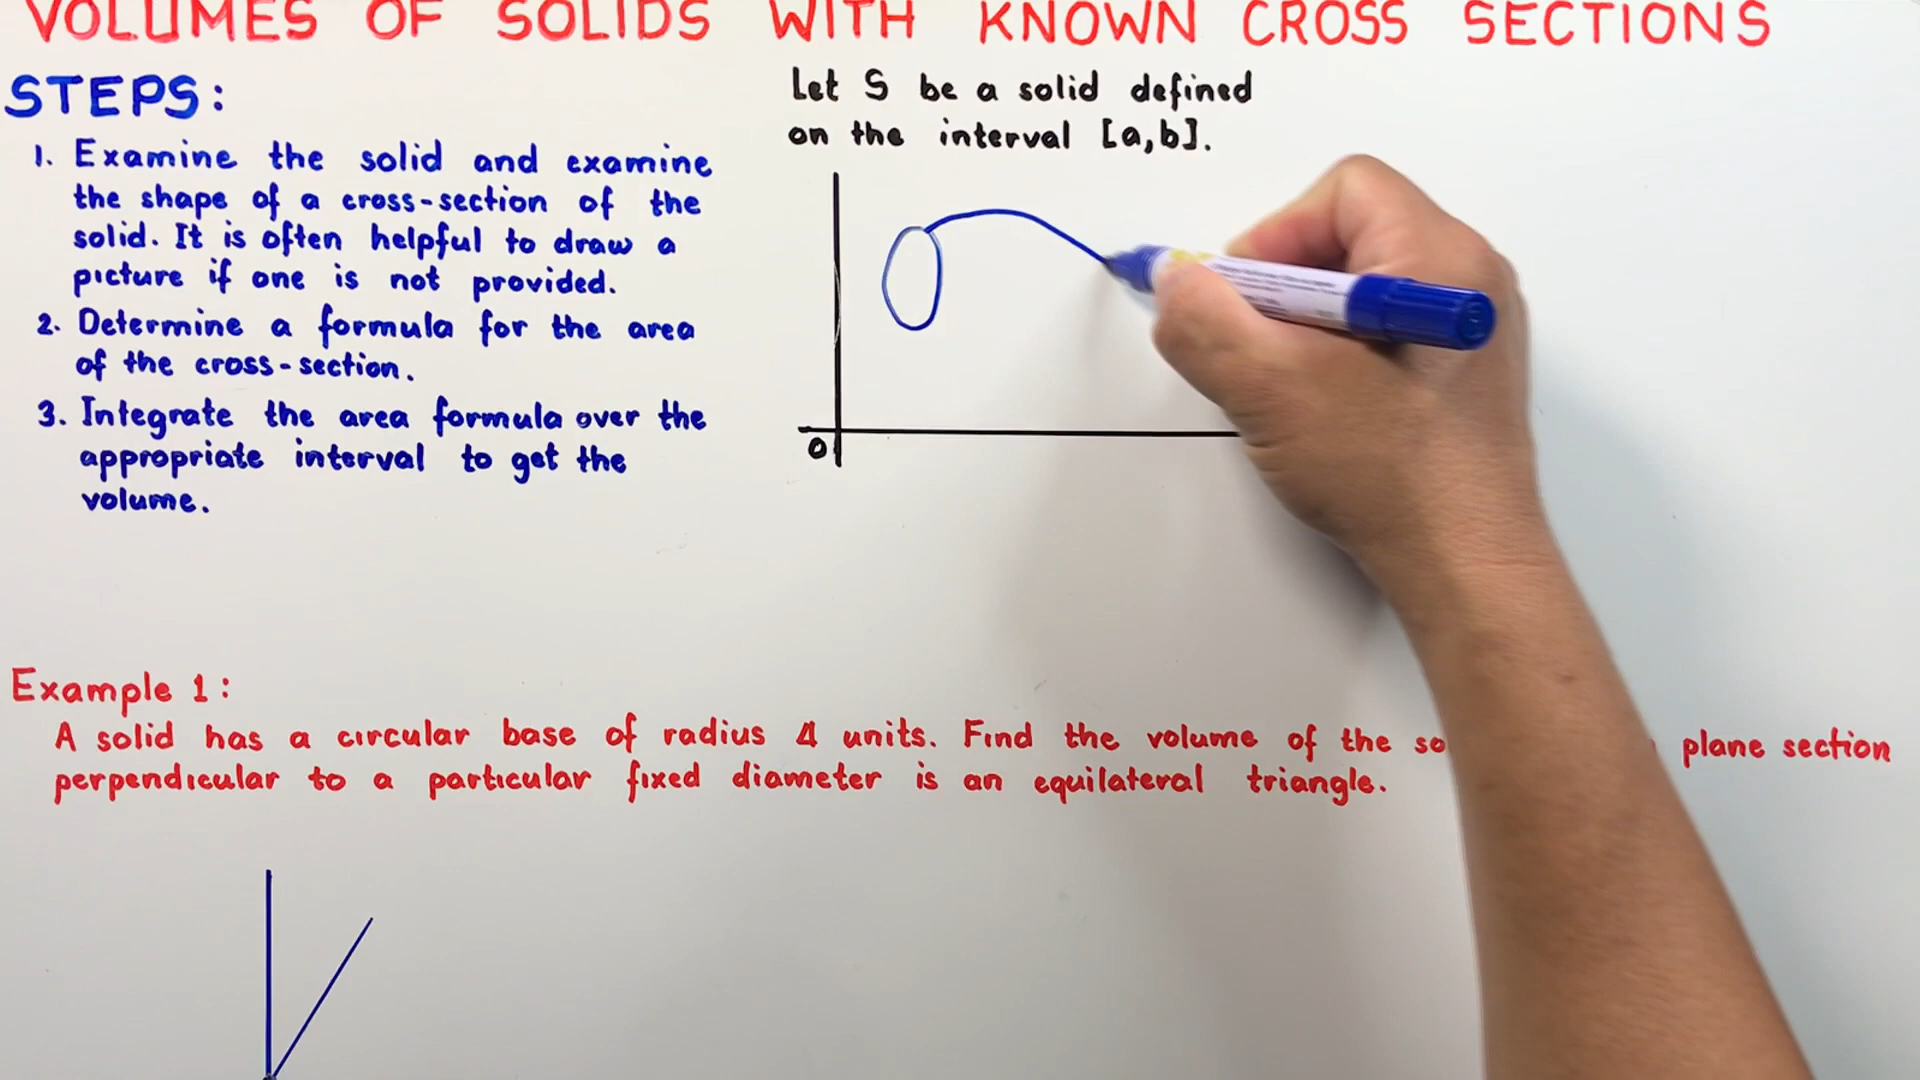 VOLUMES OF SOLIDS WITH KNOWN CROSS SECTIONS
STEPS:
1. Examine the solid and examine
the shape of a cross-section of the
solid. It is often helpful to draw a
picture if one is not provided.
2. Determine a formula for the area
of the cross-section.
3. Integrate the area formula over the
appropriate interval to get the
volume.
Let S be a solid defined
on the interval [a,b].
0
Example 1:
A solid has a circular base of radius 4 units. Find the volume of the so plane section
perpendicular to a particular fixed diameter is an equilateral triangle.